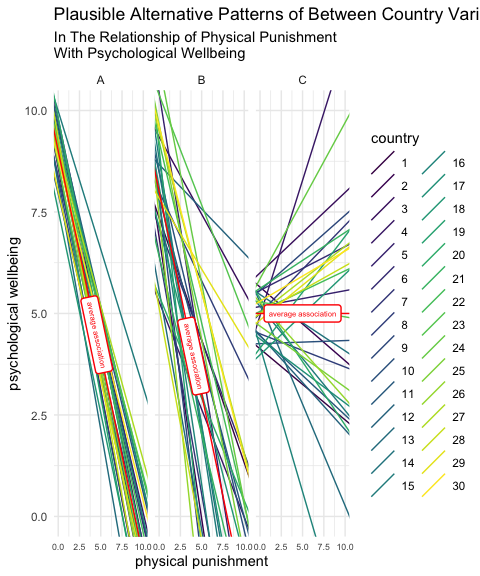 Plausible Alternative Patterns of Between Country Vari
In The Relationship of Physical Punishment
With Psychological Wellbeing
A
B
C
10.0
7.5
5.0
2.5
0.0
psychological wellbeing
average association
average association
average association
0.0 2.5 5.0 7.5 10.0
0.0 2.5 5.0 7.5 10.0
0.0 2.5 5.0 7.5 10.0
physical punishment
country
1 16
2 17
3 18
4 19
5 20
6 21
7 22
8 23
9 24
10 25
11 26
12 27
13 28
14 29
15 30